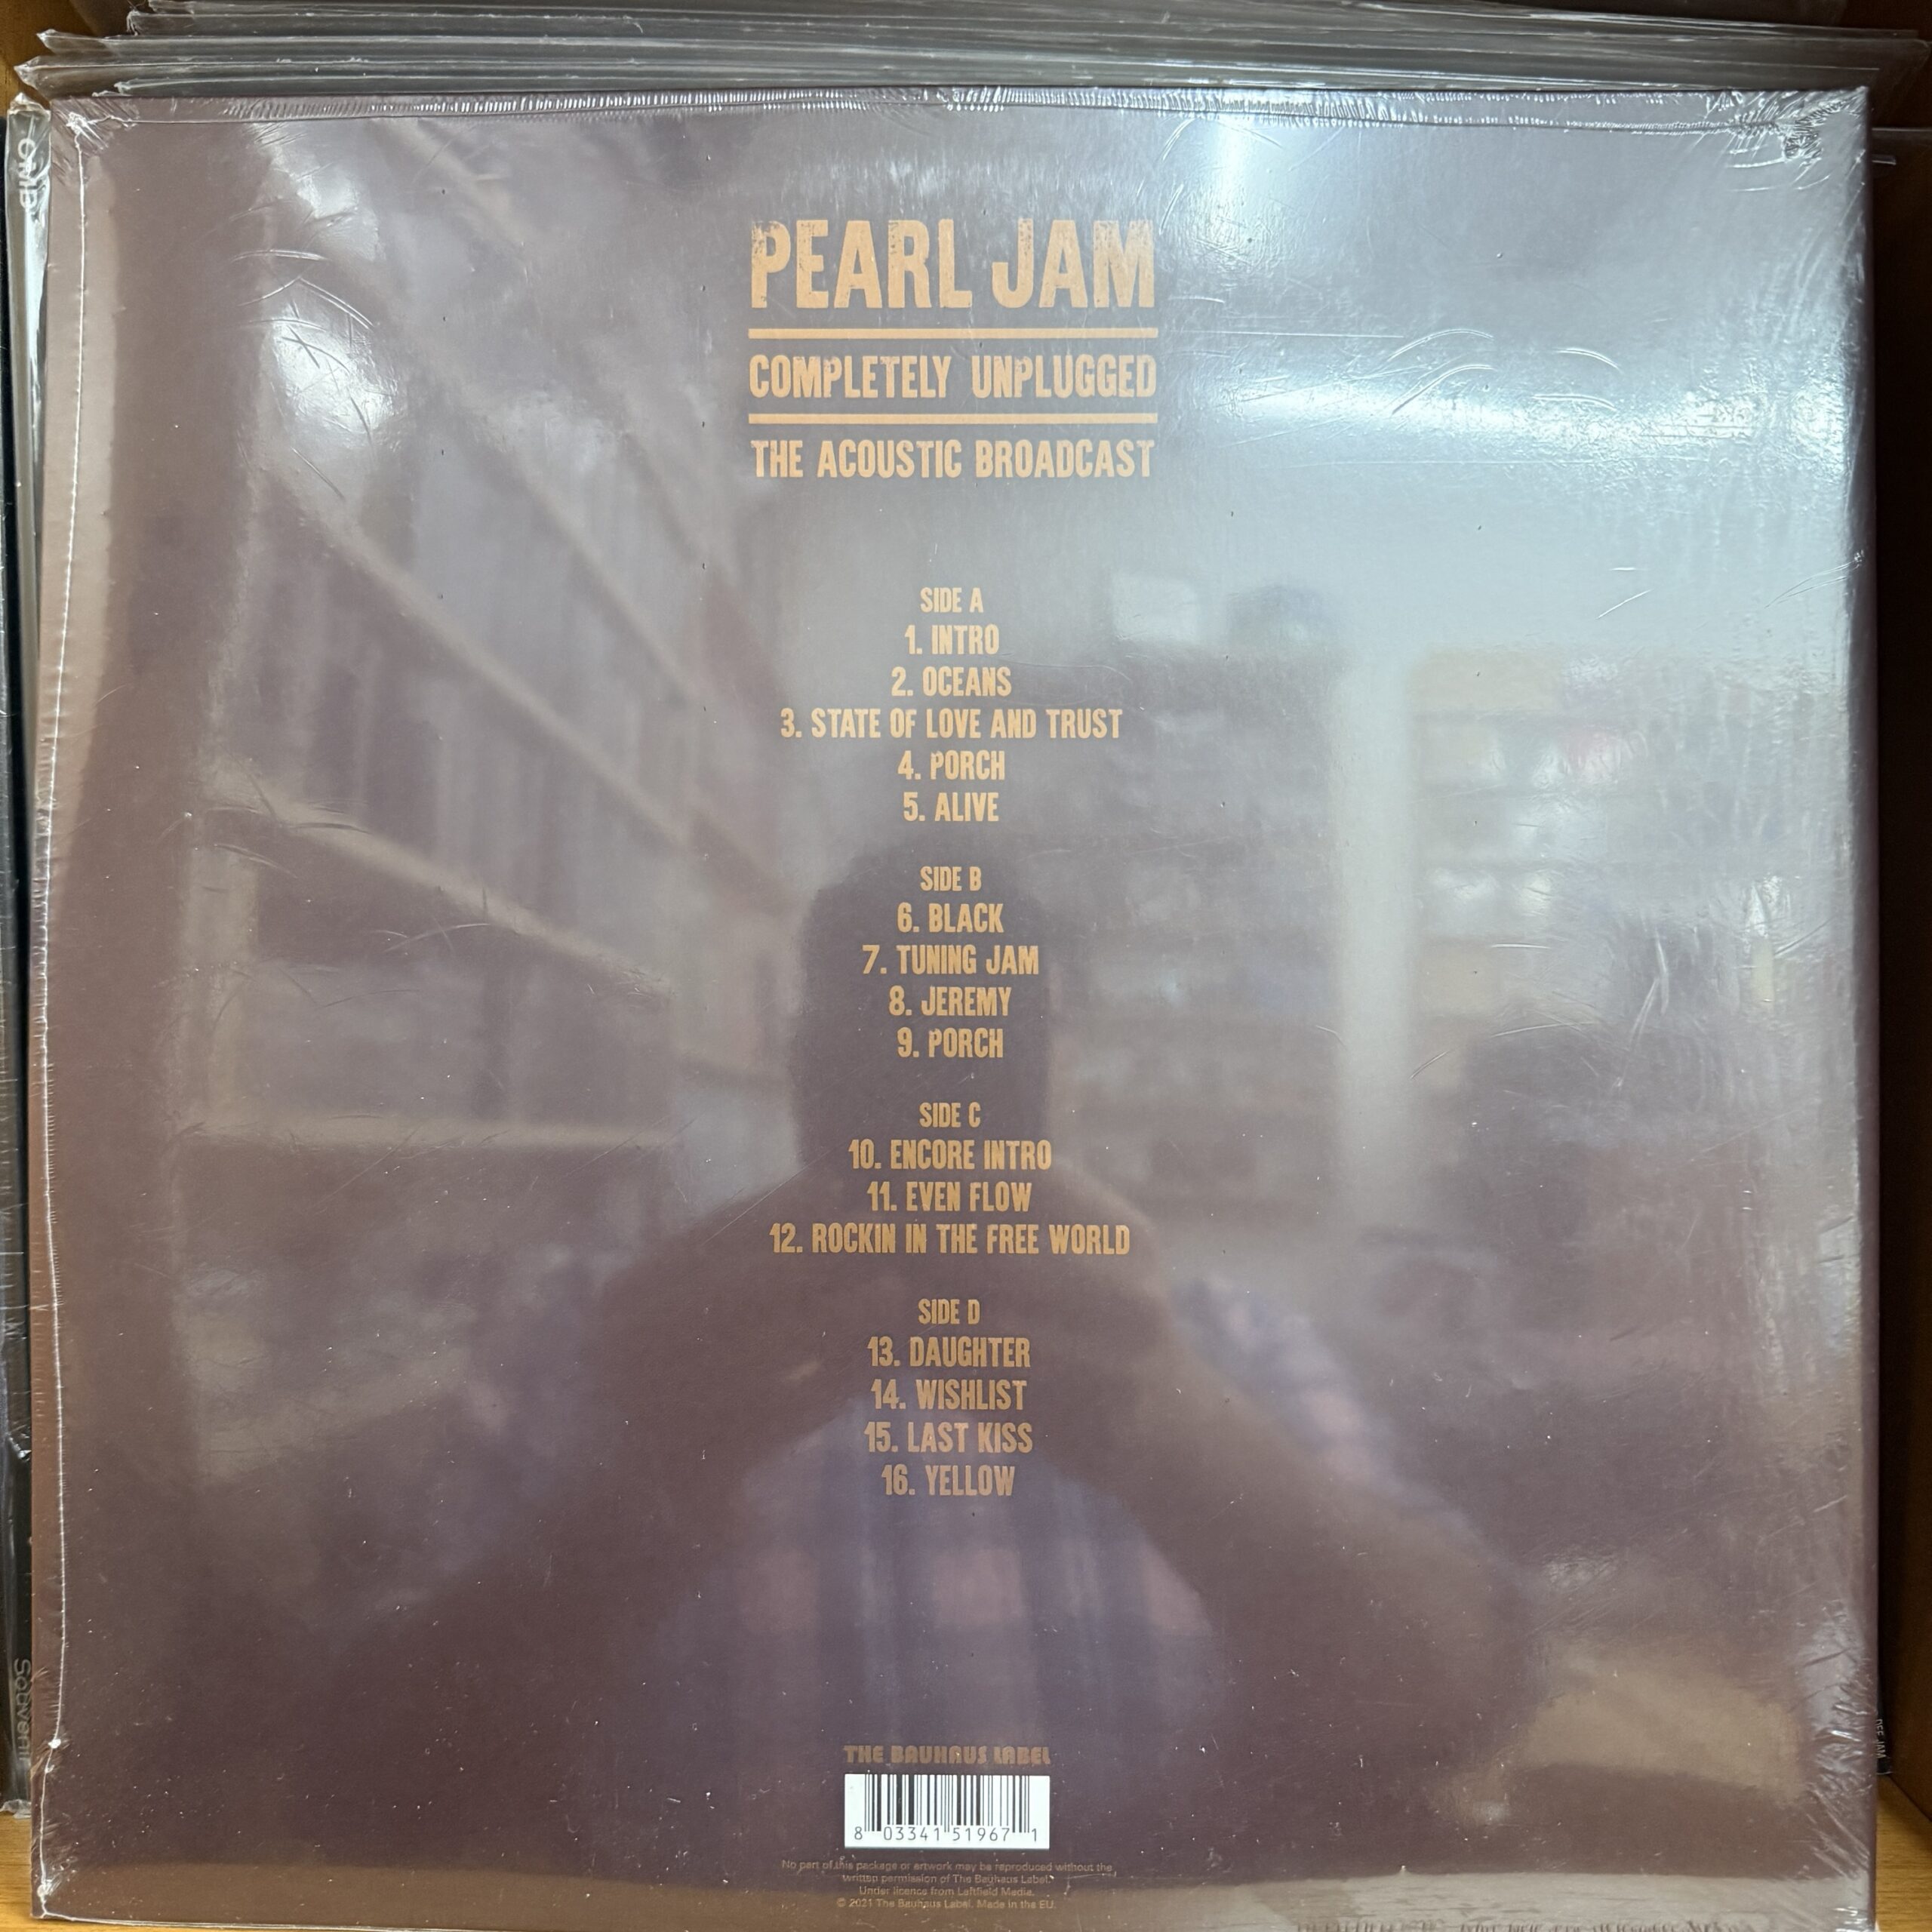 PEARL JAM
COMPLETELY UNPLUGGED
THE ACOUSTIC BROADCAST
SIDE A
1. INTRO
2. OCEANS
3. STATE OF LOVE AND TRUST
4. PORCH
5. ALIVE
SIDE B
6. BLACK
7. TUNING JAM
8. JEREMY
9. PORCH
SIDE C
10. ENCORE INTRO
11. EVEN FLOW
12. ROCKIN IN THE FREE WORLD
SIDE D
13. DAUGHTER
14. WISHLIST
15. LAST KISS
16. YELLOW
THE BAUHAUS LABEL
8 03341 51967 1
No part of this package or artwork may be reproduced without the
written permission of The Bauhaus Label.
Under licence from Leftfield Media.
© 2021 The Bauhaus Label. Made in the EU.
Souvenir